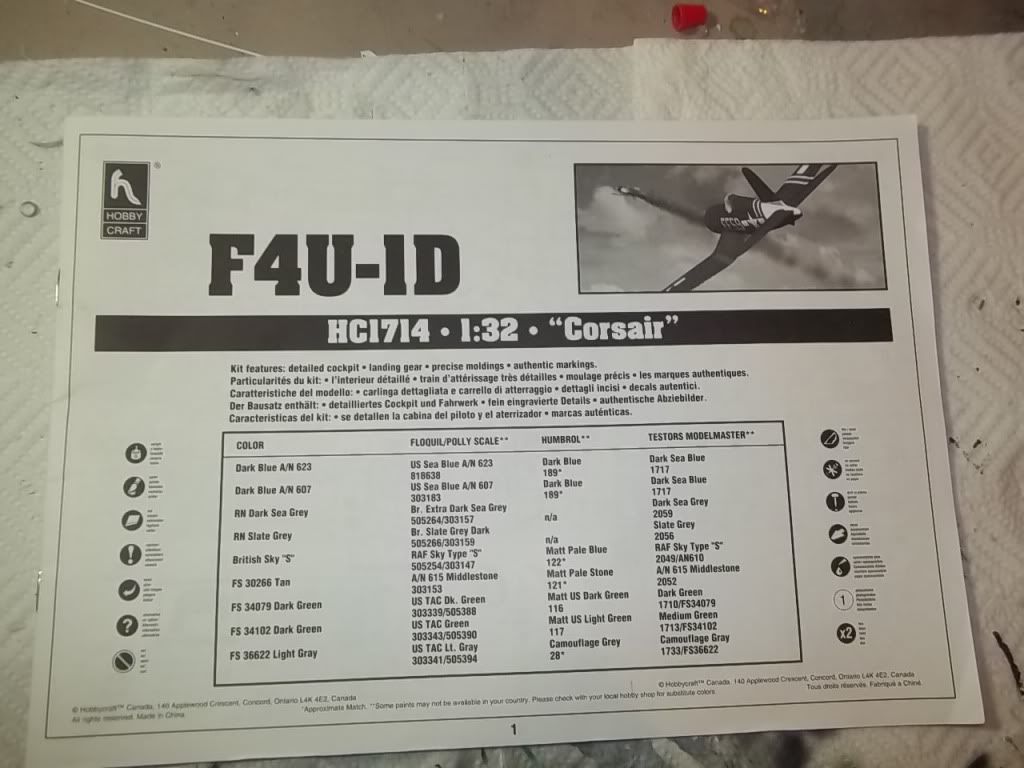 HOBBY
CRAFT
®
F4U-1D
HC1714 • 1:32 • “Corsair”
Kit features: detailed cockpit • landing gear • precise moldings • authentic markings.
Particularités du kit: • l'interieur détaillé • train d'attérissage très détailles • moulage précis • les marques authentiques.
Caratteristiche del modello: • carlinga dettagliata e carrello di atterraggio • dettagli incisi • decals autentici.
Der Bausatz enthält: • detailliertes Cockpit und Fahrwerk • fein eingravierte Details • authentische Abziebilder.
Caracteristicas del kit: • se detallen la cabina del piloto y el aterrizador • marcas auténticas.
COLOR FLOQUIL/POLLY SCALE** HUMBROL** TESTORS MODELMASTER**
Dark Blue A/N 623 US Sea Blue A/N 623 Dark Blue Dark Sea Blue
818638 189* 1717
Dark Blue A/N 607 US Sea Blue A/N 607 Dark Blue Dark Sea Blue
303183 189* 1717
RN Dark Sea Grey Br. Extra Dark Sea Grey n/a Dark Sea Grey
505264/303157 2059
RN Slate Grey Br. Slate Grey Dark n/a Slate Grey
505266/303159 2056
British Sky "S" RAF Sky Type "S" Matt Pale Blue RAF Sky Type "S"
505254/303147 122* 2049/AN610
FS 30266 Tan A/N 615 Middlestone Matt Pale Stone A/N 615 Middlestone
303153 121* 2052
FS 34079 Dark Green US TAC Dk. Green Matt US Dark Green Dark Green
303339/505388 116 1710/FS34079
FS 34102 Dark Green US TAC Green Matt US Light Green Medium Green
303343/505390 117 1713/FS34102
FS 36622 Light Gray US TAC Lt. Gray Camouflage Grey Camouflage Gray
303341/505394 28* 1733/FS36622
1
x2
© Hobbycraft™ Canada, 140 Applewood Crescent, Concord, Ontario L4K 4E2, Canada
All rights reserved. Made in China
© Hobbycraft™ Canada, 140 Applewood Crescent, Concord, Ontario L4K 4E2, Canada
Tous droits réservés. Fabriqué a Chine
*Approximate Match. **Some paints may not be available in your country. Please check with your local hobby shop for substitute colors.
1